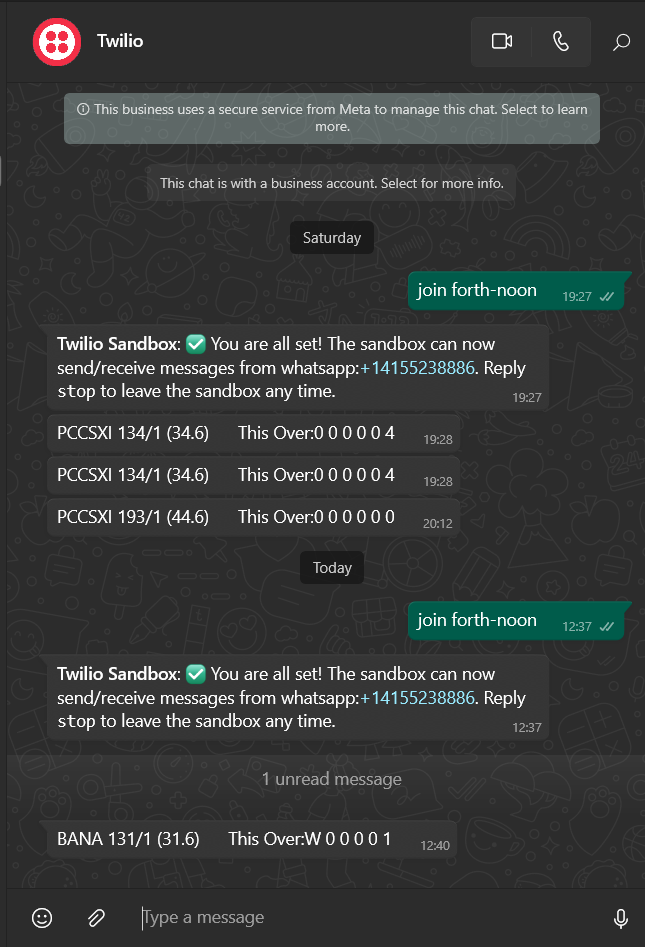 Twilio
This business uses a secure service from Meta to manage this chat. Select to learn
more.
This chat is with a business account. Select for more info.
Saturday
join forth-noon 19:27
Twilio Sandbox: ✅ You are all set! The sandbox can now
send/receive messages from whatsapp:+14155238886. Reply
stop to leave the sandbox any time. 19:27
PCCSXI 134/1 (34.6) This Over:0 0 0 0 0 4 19:28
PCCSXI 134/1 (34.6) This Over:0 0 0 0 0 4 19:28
PCCSXI 193/1 (44.6) This Over:0 0 0 0 0 0 20:12
Today
join forth-noon 12:37
Twilio Sandbox: ✅ You are all set! The sandbox can now
send/receive messages from whatsapp:+14155238886. Reply
stop to leave the sandbox any time. 12:37
1 unread message
BANA 131/1 (31.6) This Over:W 0 0 0 0 1 12:40
Type a message